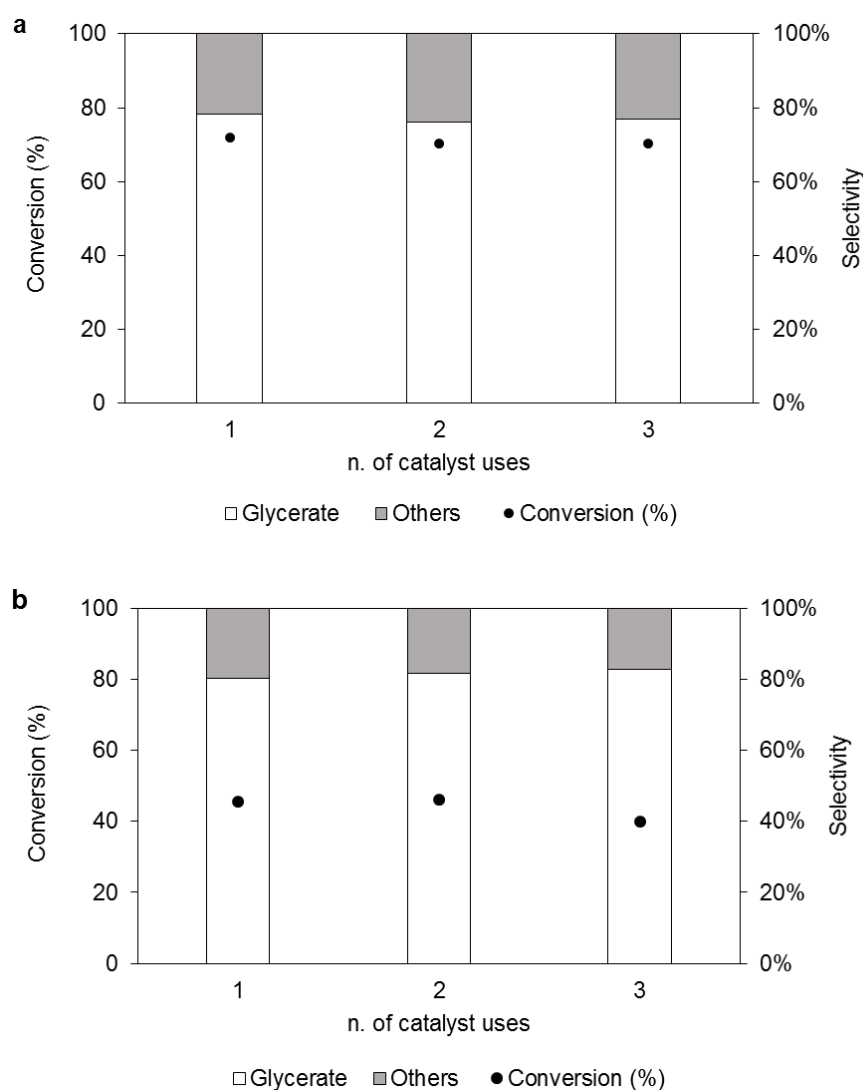 a
100
80
60
40
20
0
Conversion (%)
100%
80%
60%
40%
20%
0%
Selectivity
1 2 3
n. of catalyst uses
Glycerate Others Conversion (%)
b
100
80
60
40
20
0
Conversion (%)
100%
80%
60%
40%
20%
0%
Selectivity
1 2 3
n. of catalyst uses
Glycerate Others Conversion (%)